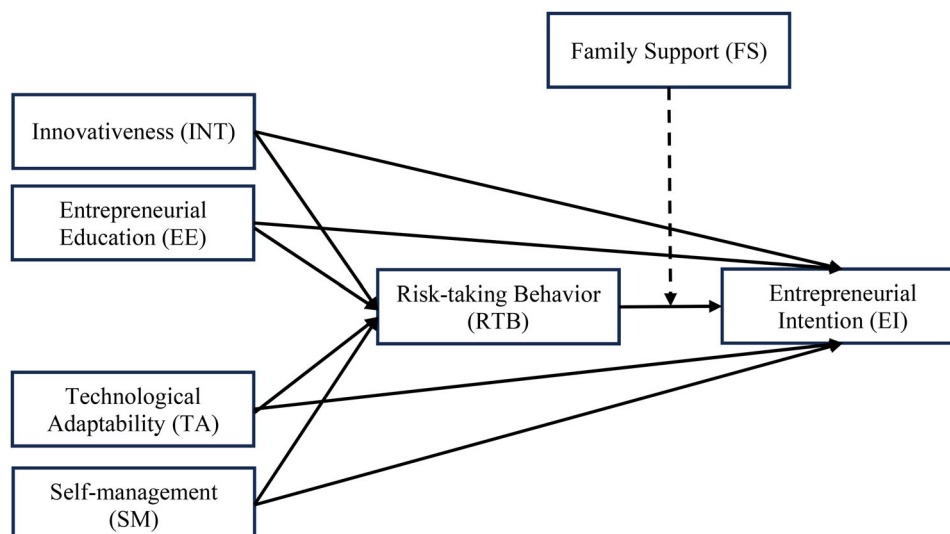 Family Support (FS)
Innovativeness (INT)
Entrepreneurial
Education (EE)
Risk-taking Behavior
(RTB)
Entrepreneurial
Intention (EI)
Technological
Adaptability (TA)
Self-management
(SM)